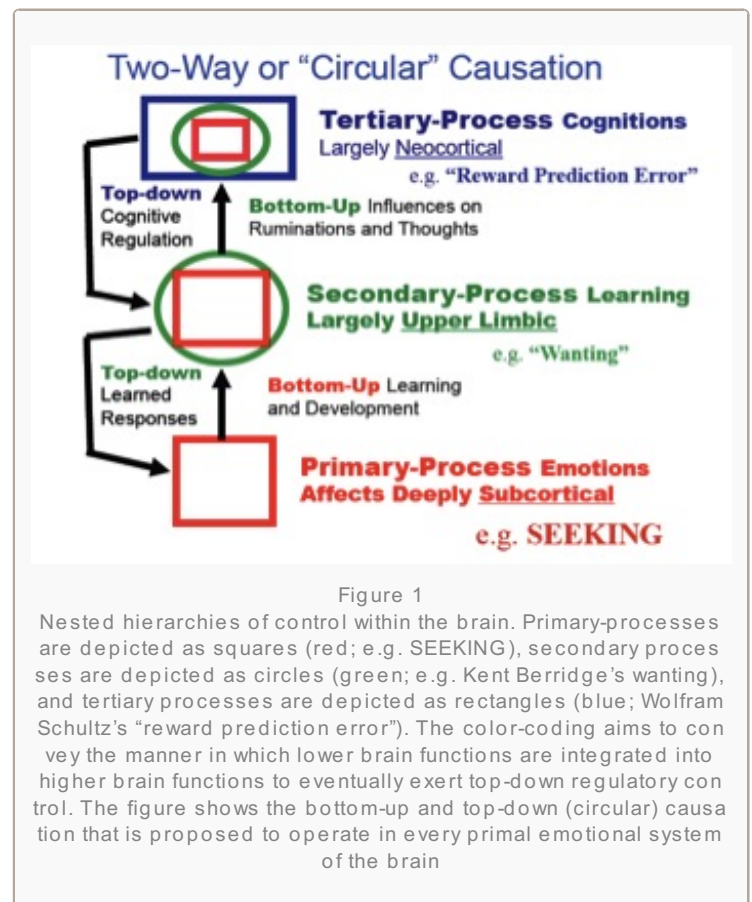 Two-Way or “Circular” Causation
Tertiary-Process Cognitions
Largely Neocortical
e.g. “Reward Prediction Error”
Top-down
Cognitive
Regulation
Bottom-Up Influences on
Ruminations and Thoughts
Secondary-Process Learning
Largely Upper Limbic
e.g. “Wanting”
Top-down
Learned
Responses
Bottom-Up Learning
and Development
Primary-Process Emotions
Affects Deeply Subcortical
e.g. SEEKING
Figure 1
Nested hierarchies of control within the brain. Primary-processes
are depicted as squares (red; e.g. SEEKING), secondary proces
ses are depicted as circles (green; e.g. Kent Berridge’s wanting),
and tertiary processes are depicted as rectangles (blue; Wolfram
Schultz’s “reward prediction error”). The color-coding aims to con
vey the manner in which lower brain functions are integrated into
higher brain functions to eventually exert top-down regulatory con
trol. The figure shows the bottom-up and top-down (circular) causa
tion that is proposed to operate in every primal emotional system
of the brain